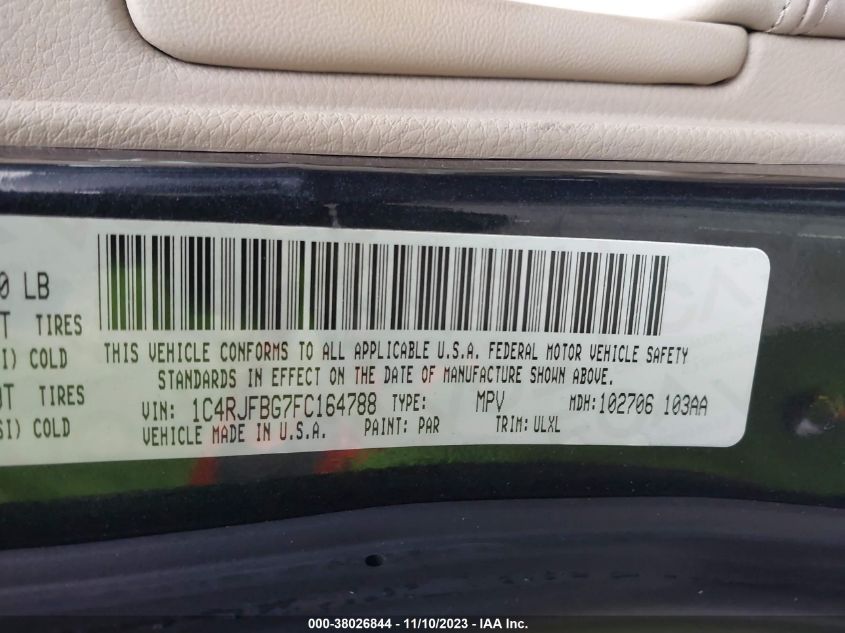 0 LB
T TIRES
I) COLD
OT TIRES
SI) COLD
THIS VEHICLE CONFORMS TO ALL APPLICABLE U.S.A. FEDERAL MOTOR VEHICLE SAFETY
STANDARDS IN EFFECT ON THE DATE OF MANUFACTURE SHOWN ABOVE.
VIN: 1C4RJFBG7FC164788 TYPE: MPV MDH:102706 103AA
VEHICLE MADE IN U.S.A. PAINT: PAR TRIM: ULXL
000-38026844 — 11/10/2023 — IAA Inc.